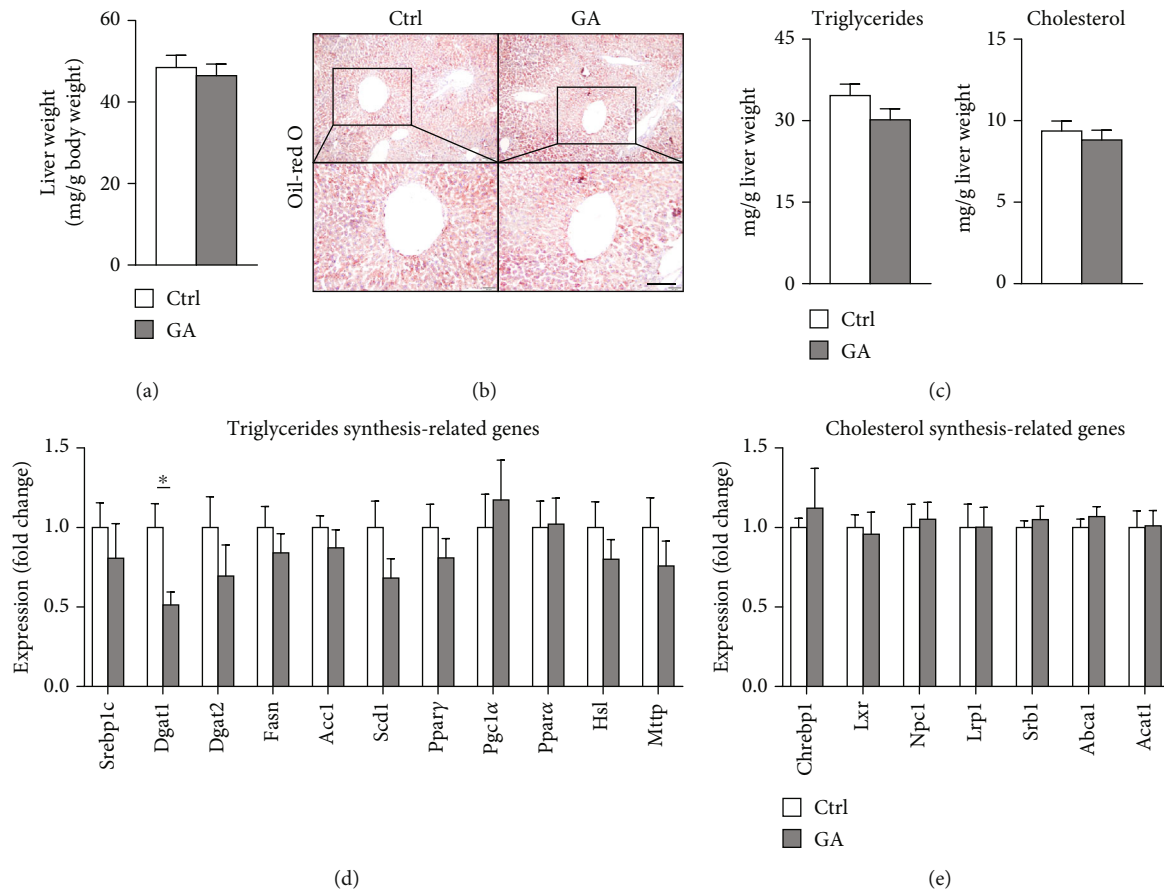 60
40
20
0
Liver weight
(mg/g body weight)
Ctrl
GA
(a)
Ctrl
GA
Oil-red O
(b)
Triglycerides
45
30
15
0
mg/g liver weight
Ctrl
GA
Cholesterol
15
10
5
0
mg/g liver weight
(c)
Triglycerides synthesis-related genes
1.5
1.0
0.5
0.0
Expression (fold change)
*
Srebp1c
Dgat1
Dgat2
Fasn
Acc1
Scd1
Pparγ
Pgc1α
Pparα
Hsl
Mttp
(d)
Cholesterol synthesis-related genes
1.5
1.0
0.5
0.0
Expression (fold change)
Chrebp1
Lxr
Npc1
Lrp1
Srb1
Abca1
Acat1
Ctrl
GA
(e)